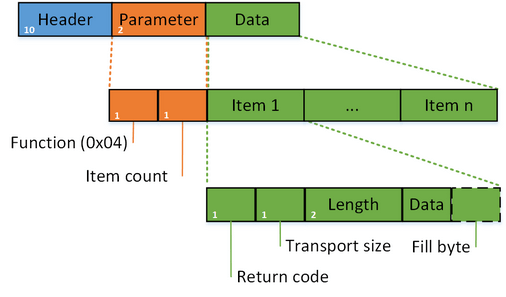 Header Parameter Data
10 2
Item 1 ... Item n
1 1
Function (0x04)
Item count
Length Data
1 1 2
Transport size Fill byte
Return code